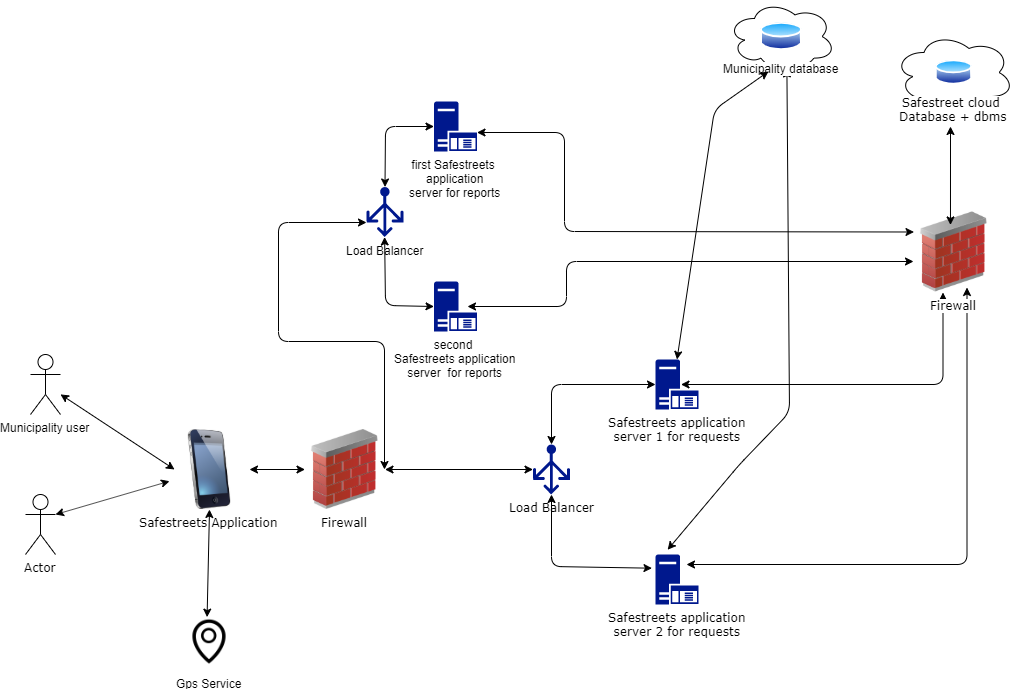 Municipality database
Safestreet cloud
Database + dbms
first Safestreets
application
server for reports
Load Balancer
Firewall
second
Safestreets application
server for reports
Municipality user
Safestreets application
server 1 for requests
Load Balancer
Safestreets Application
Firewall
Actor
Safestreets application
server 2 for requests
Gps Service